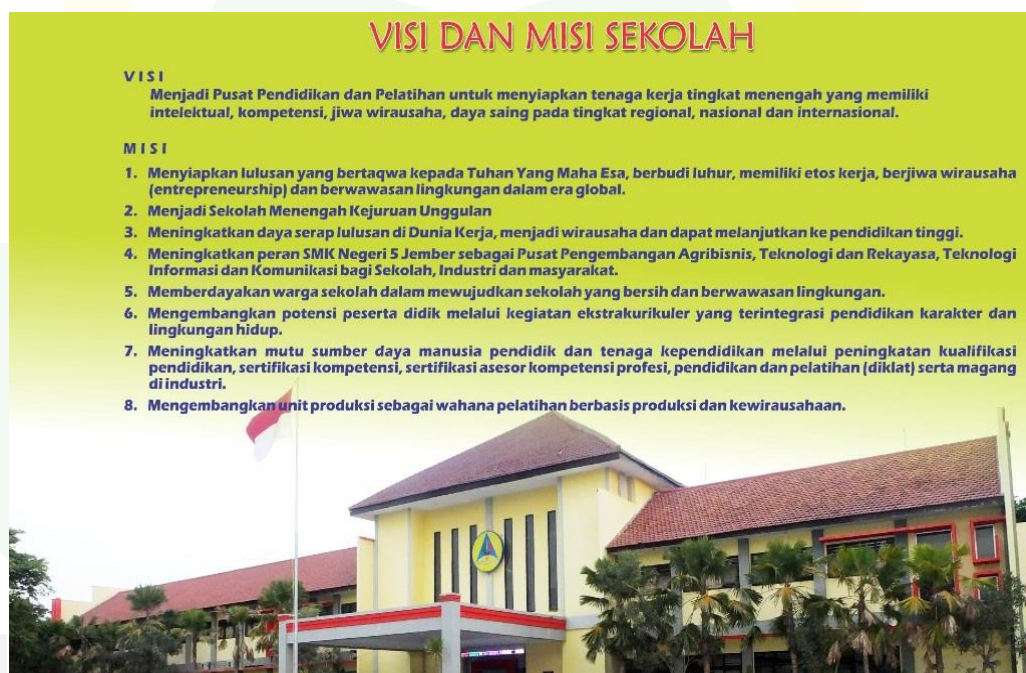 VISI DAN MISI SEKOLAH
VISI
Menjadi Pusat Pendidikan dan Pelatihan untuk menyiapkan tenaga kerja tingkat menengah yang memiliki
intelektual, kompetensi, jiwa wirausaha, daya saing pada tingkat regional, nasional dan internasional.
MISI
1. Menyiapkan lulusan yang bertaqwa kepada Tuhan Yang Maha Esa, berbudi luhur, memiliki etos kerja, berjiwa wirausaha
(entrepreneurship) dan berwawasan lingkungan dalam era global.
2. Menjadi Sekolah Menengah Kejuruan Unggulan
3. Meningkatkan daya serap lulusan di Dunia Kerja, menjadi wirausaha dan dapat melanjutkan ke pendidikan tinggi.
4. Meningkatkan peran SMK Negeri 5 Jember sebagai Pusat Pengembangan Agribisnis, Teknologi dan Rekayasa, Teknologi
Informasi dan Komunikasi bagi Sekolah, Industri dan masyarakat.
5. Memberdayakan warga sekolah dalam mewujudkan sekolah yang bersih dan berwawasan lingkungan.
6. Mengembangkan potensi peserta didik melalui kegiatan ekstrakurikuler yang terintegrasi pendidikan karakter dan
lingkungan hidup.
7. Meningkatkan mutu sumber daya manusia pendidik dan tenaga kependidikan melalui peningkatan kualifikasi
pendidikan, sertifikasi kompetensi, sertifikasi asesor kompetensi profesi, pendidikan dan pelatihan (diklat) serta magang
di industri.
8. Mengembangkan unit produksi sebagai wahana pelatihan berbasis produksi dan kewirausahaan.